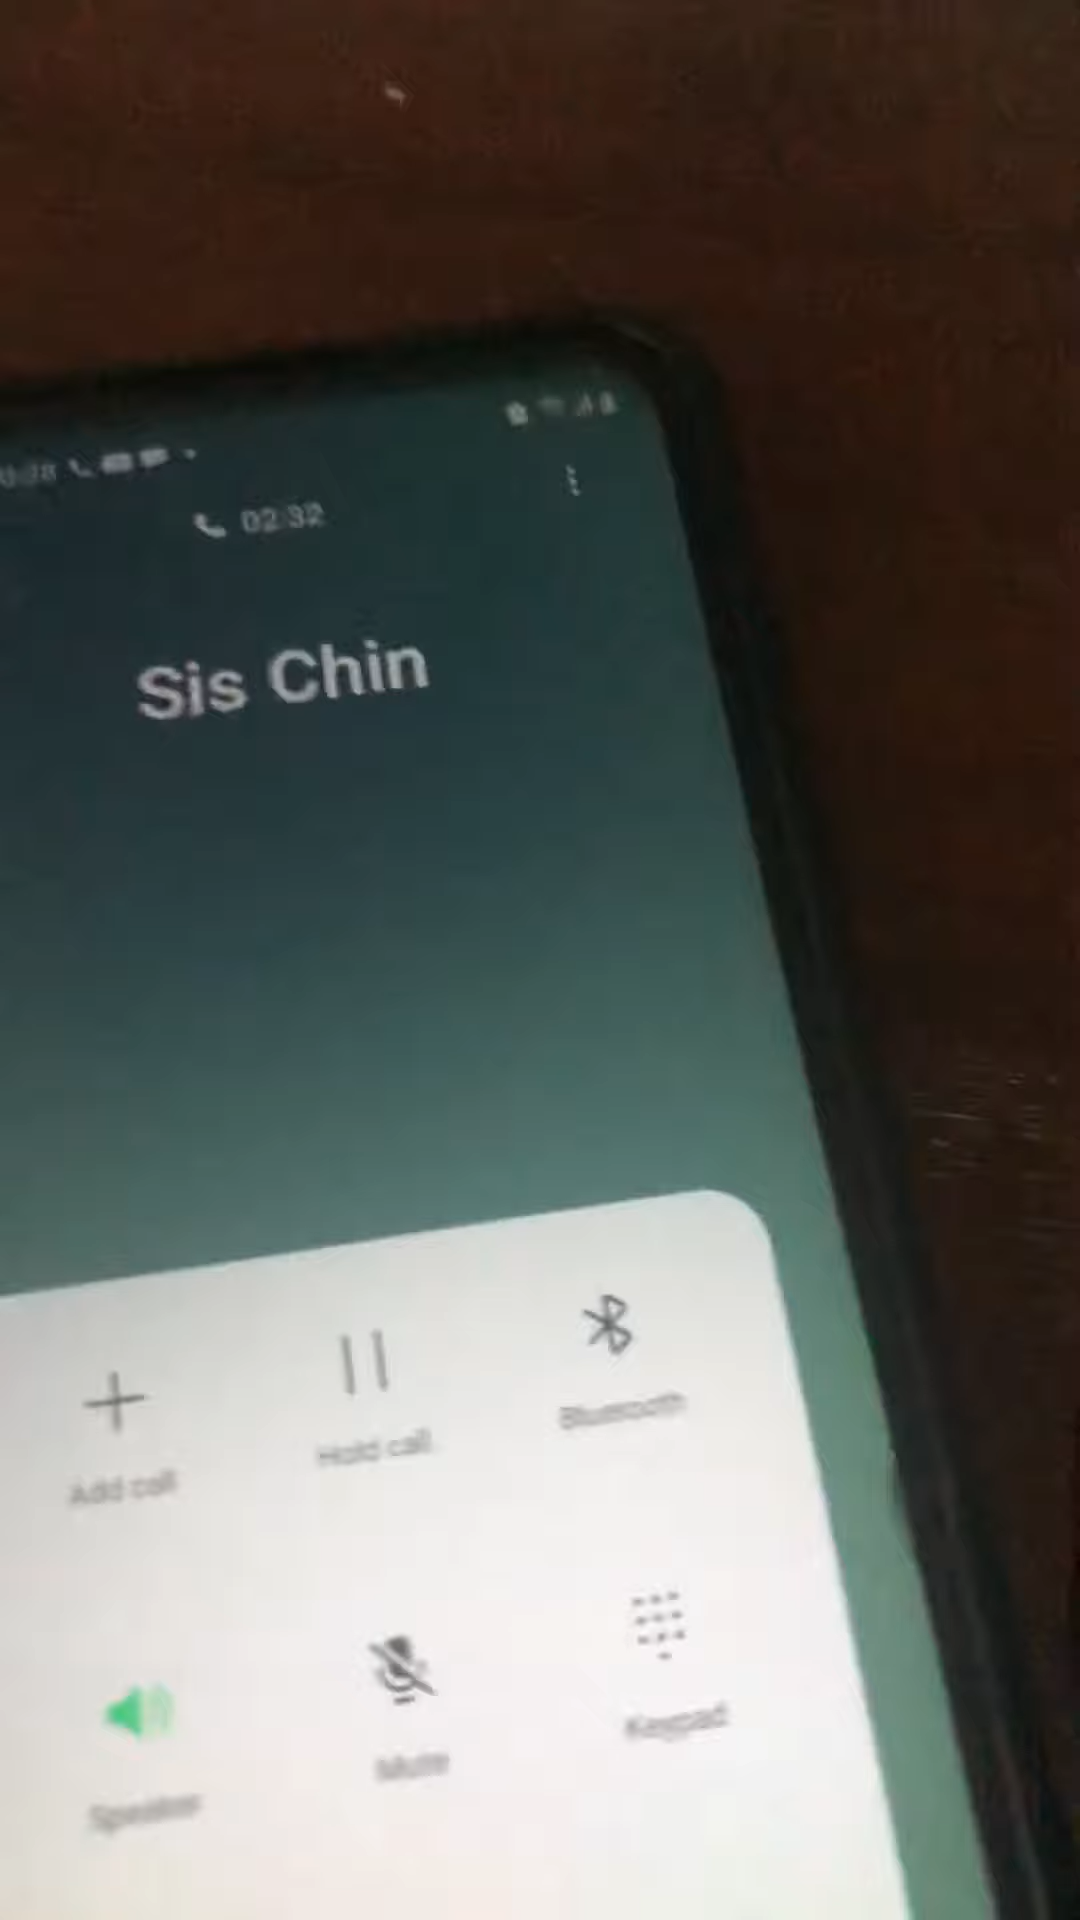 02:32
Sis Chin
Add call
Hold call
Bluetooth
Speaker
Mute
Keypad